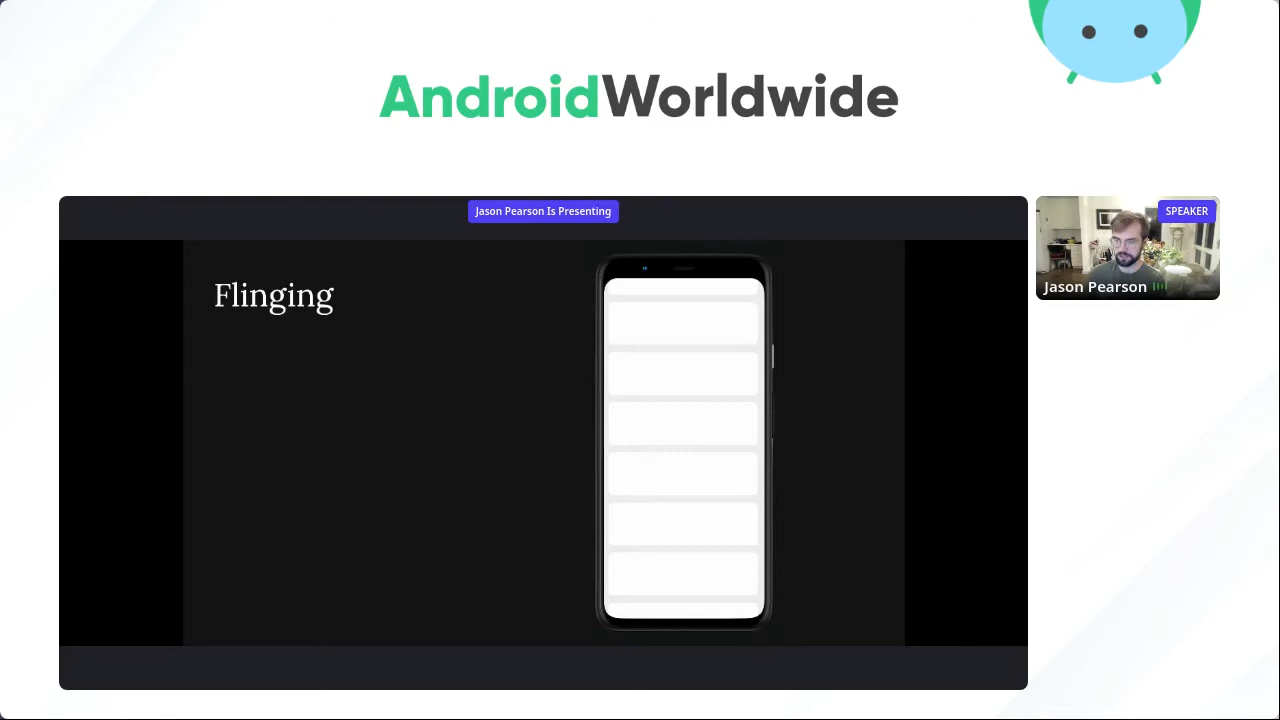 AndroidWorldwide
Jason Pearson Is Presenting
SPEAKER
Jason Pearson
Flinging